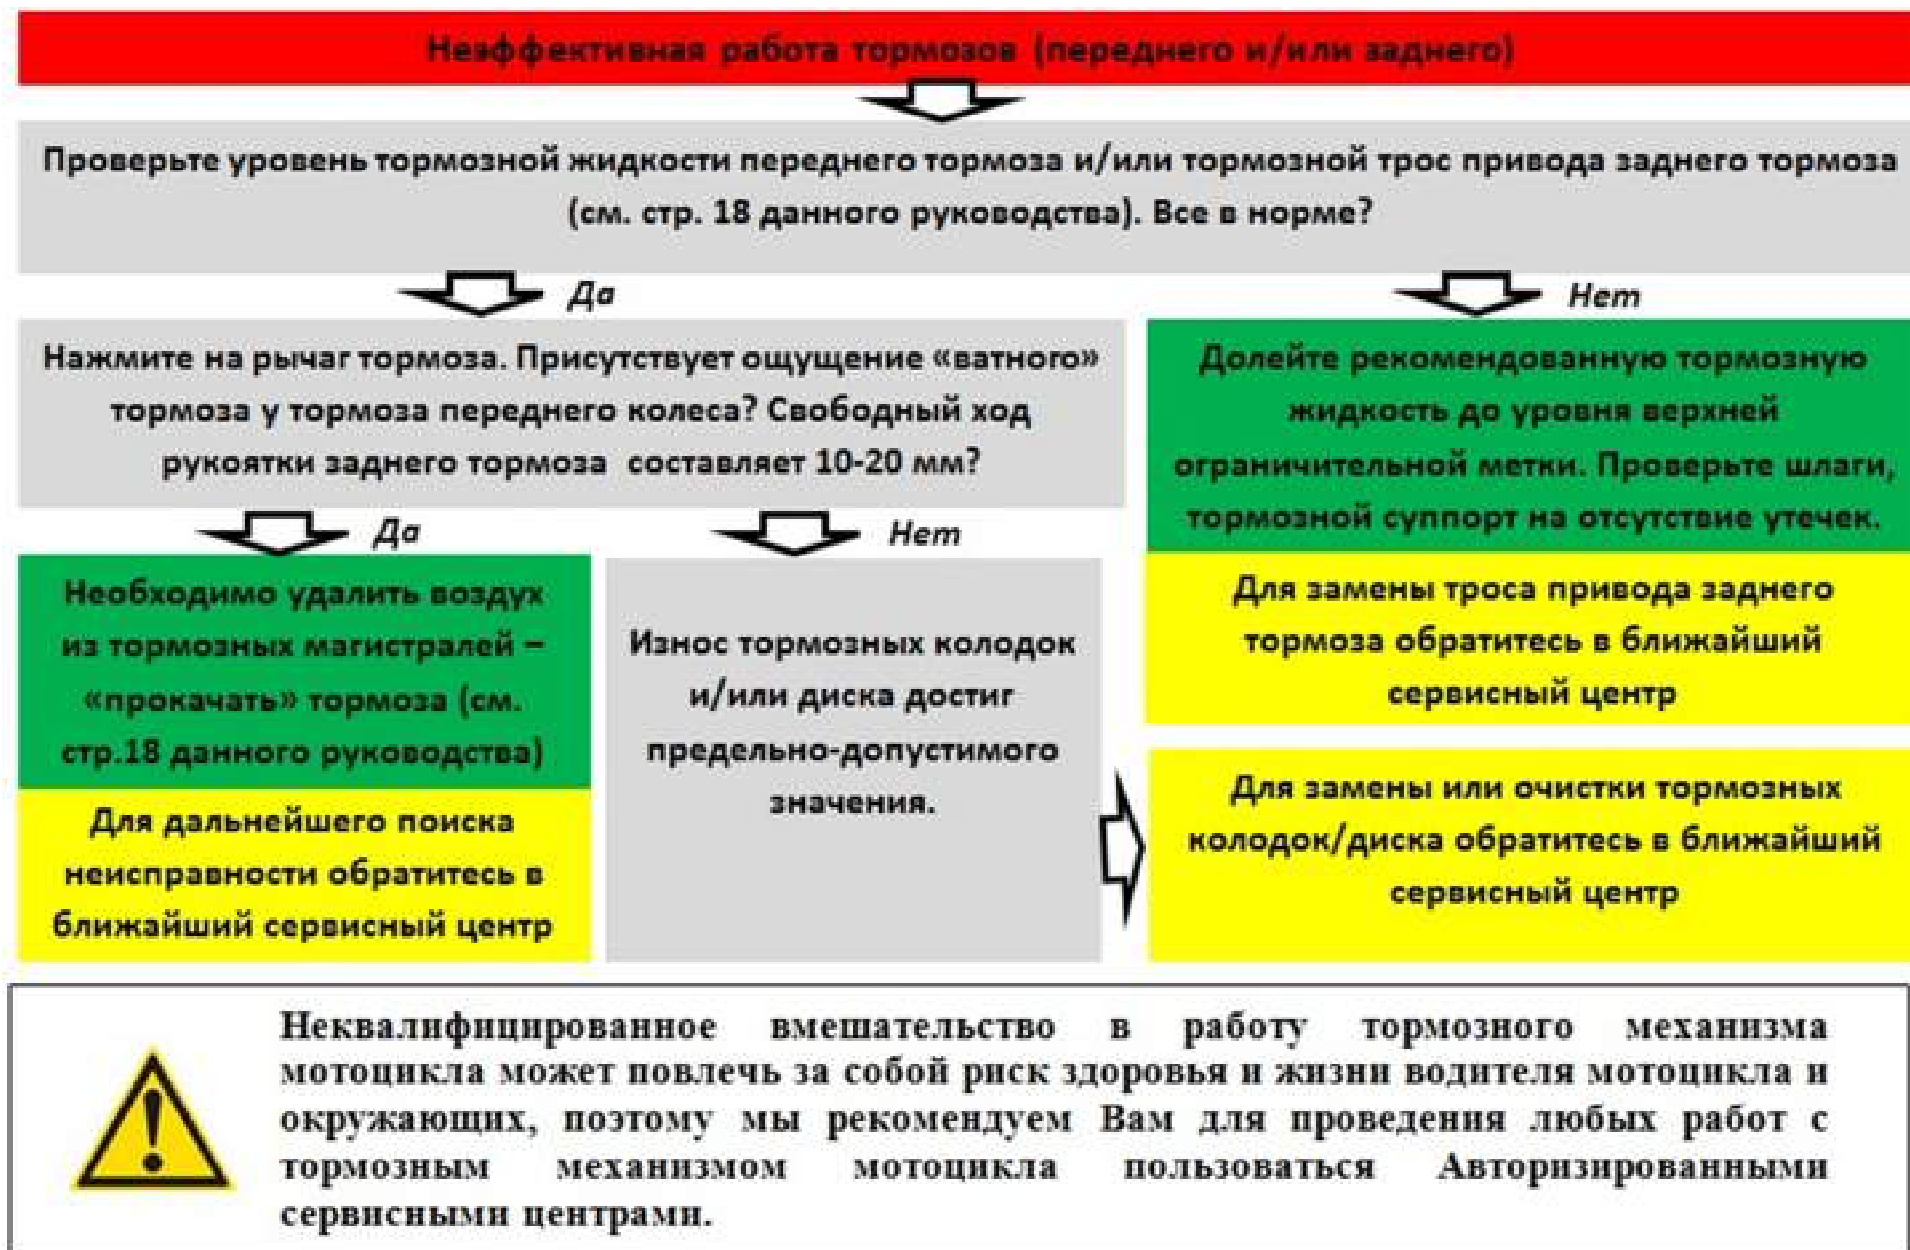 Неэффективная работа тормозов (переднего и/или заднего)
Проверьте уровень тормозной жидкости переднего тормоза и/или тормозной трос привода заднего тормоза
(см. стр. 18 данного руководства). Все в норме?
Да
Нет
Нажмите на рычаг тормоза. Присутствует ощущение «ватного»
тормоза у тормоза переднего колеса? Свободный ход
рукоятки заднего тормоза составляет 10-20 мм?
Долейте рекомендованную тормозную
жидкость до уровня верхней
ограничительной метки. Проверьте шлаги,
тормозной суппорт на отсутствие утечек.
Для замены троса привода заднего
тормоза обратитесь в ближайший
сервисный центр
Да
Нет
Необходимо удалить воздух
из тормозных магистралей –
«прокачать» тормоза (см.
стр.18 данного руководства)
Для дальнейшего поиска
неисправности обратитесь в
ближайший сервисный центр
Износ тормозных колодок
и/или диска достиг
предельно-допустимого
значения.
Для замены или очистки тормозных
колодок/диска обратитесь в ближайший
сервисный центр
Неквалифицированное вмешательство в работу тормозного механизма
мотоцикла может повлечь за собой риск здоровья и жизни водителя мотоцикла и
окружающих, поэтому мы рекомендуем Вам для проведения любых работ с
тормозным механизмом мотоцикла пользоваться Авторизированными
сервисными центрами.